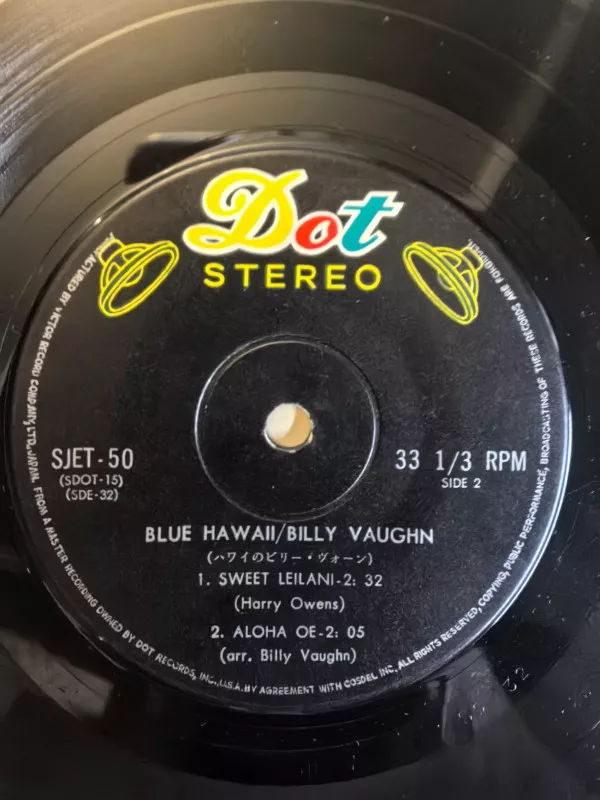 Dot
STEREO
SJET-50
(SDOT-15)
(SDE-32)
33 1/3 RPM
SIDE 2
BLUE HAWAII/BILLY VAUGHN
(ハワイのビリー・ヴォーン)
1. SWEET LEILANI-2: 32
(Harry Owens)
2. ALOHA OE-2: 05
(arr. Billy Vaughn)
BY VICTOR RECORD COMPANY, LTD. JAPAN, FROM A MASTER RECORDING OWNED BY DOT RECORDS, INC., U.S.A. BY AGREEMENT WITH COSDEL INC, ALL RIGHTS RESERVED, COPYING, PUBLIC PERFORMANCE, BROADCASTING OF THESE RECORDS ARE FORBIDDEN.
32